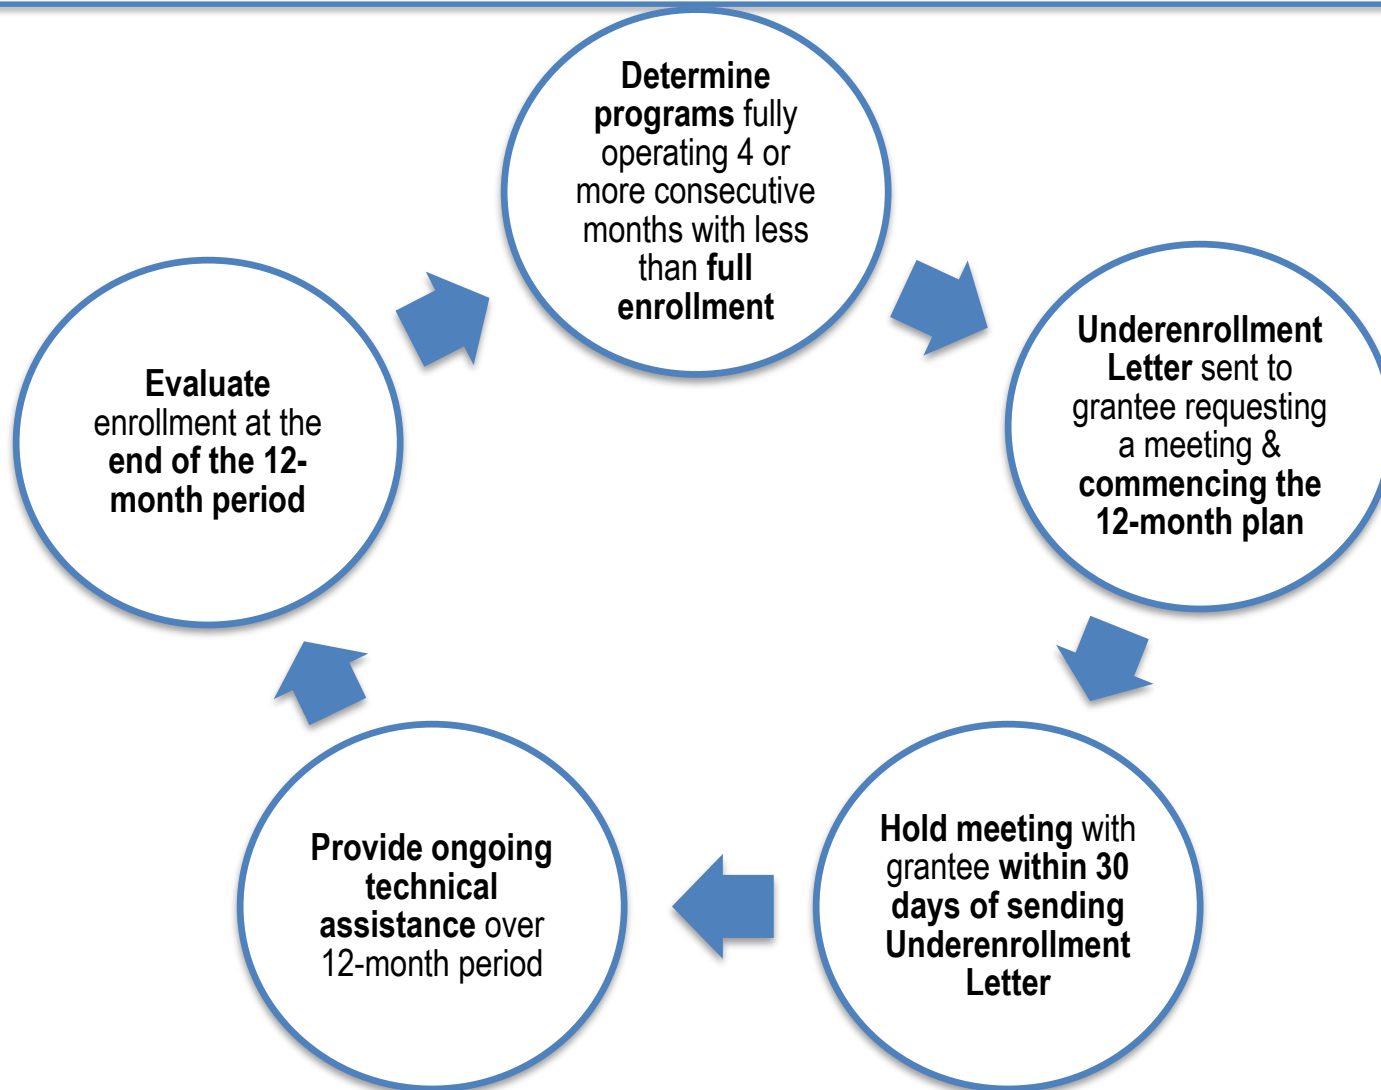 Determine
programs fully
operating 4 or
more consecutive
months with less
than full
enrollment
Underenrollment
Letter sent to
grantee requesting
a meeting &
commencing the
12-month plan
Hold meeting with
grantee within 30
days of sending
Underenrollment
Letter
Provide ongoing
technical
assistance over
12-month period
Evaluate
enrollment at the
end of the 12-
month period